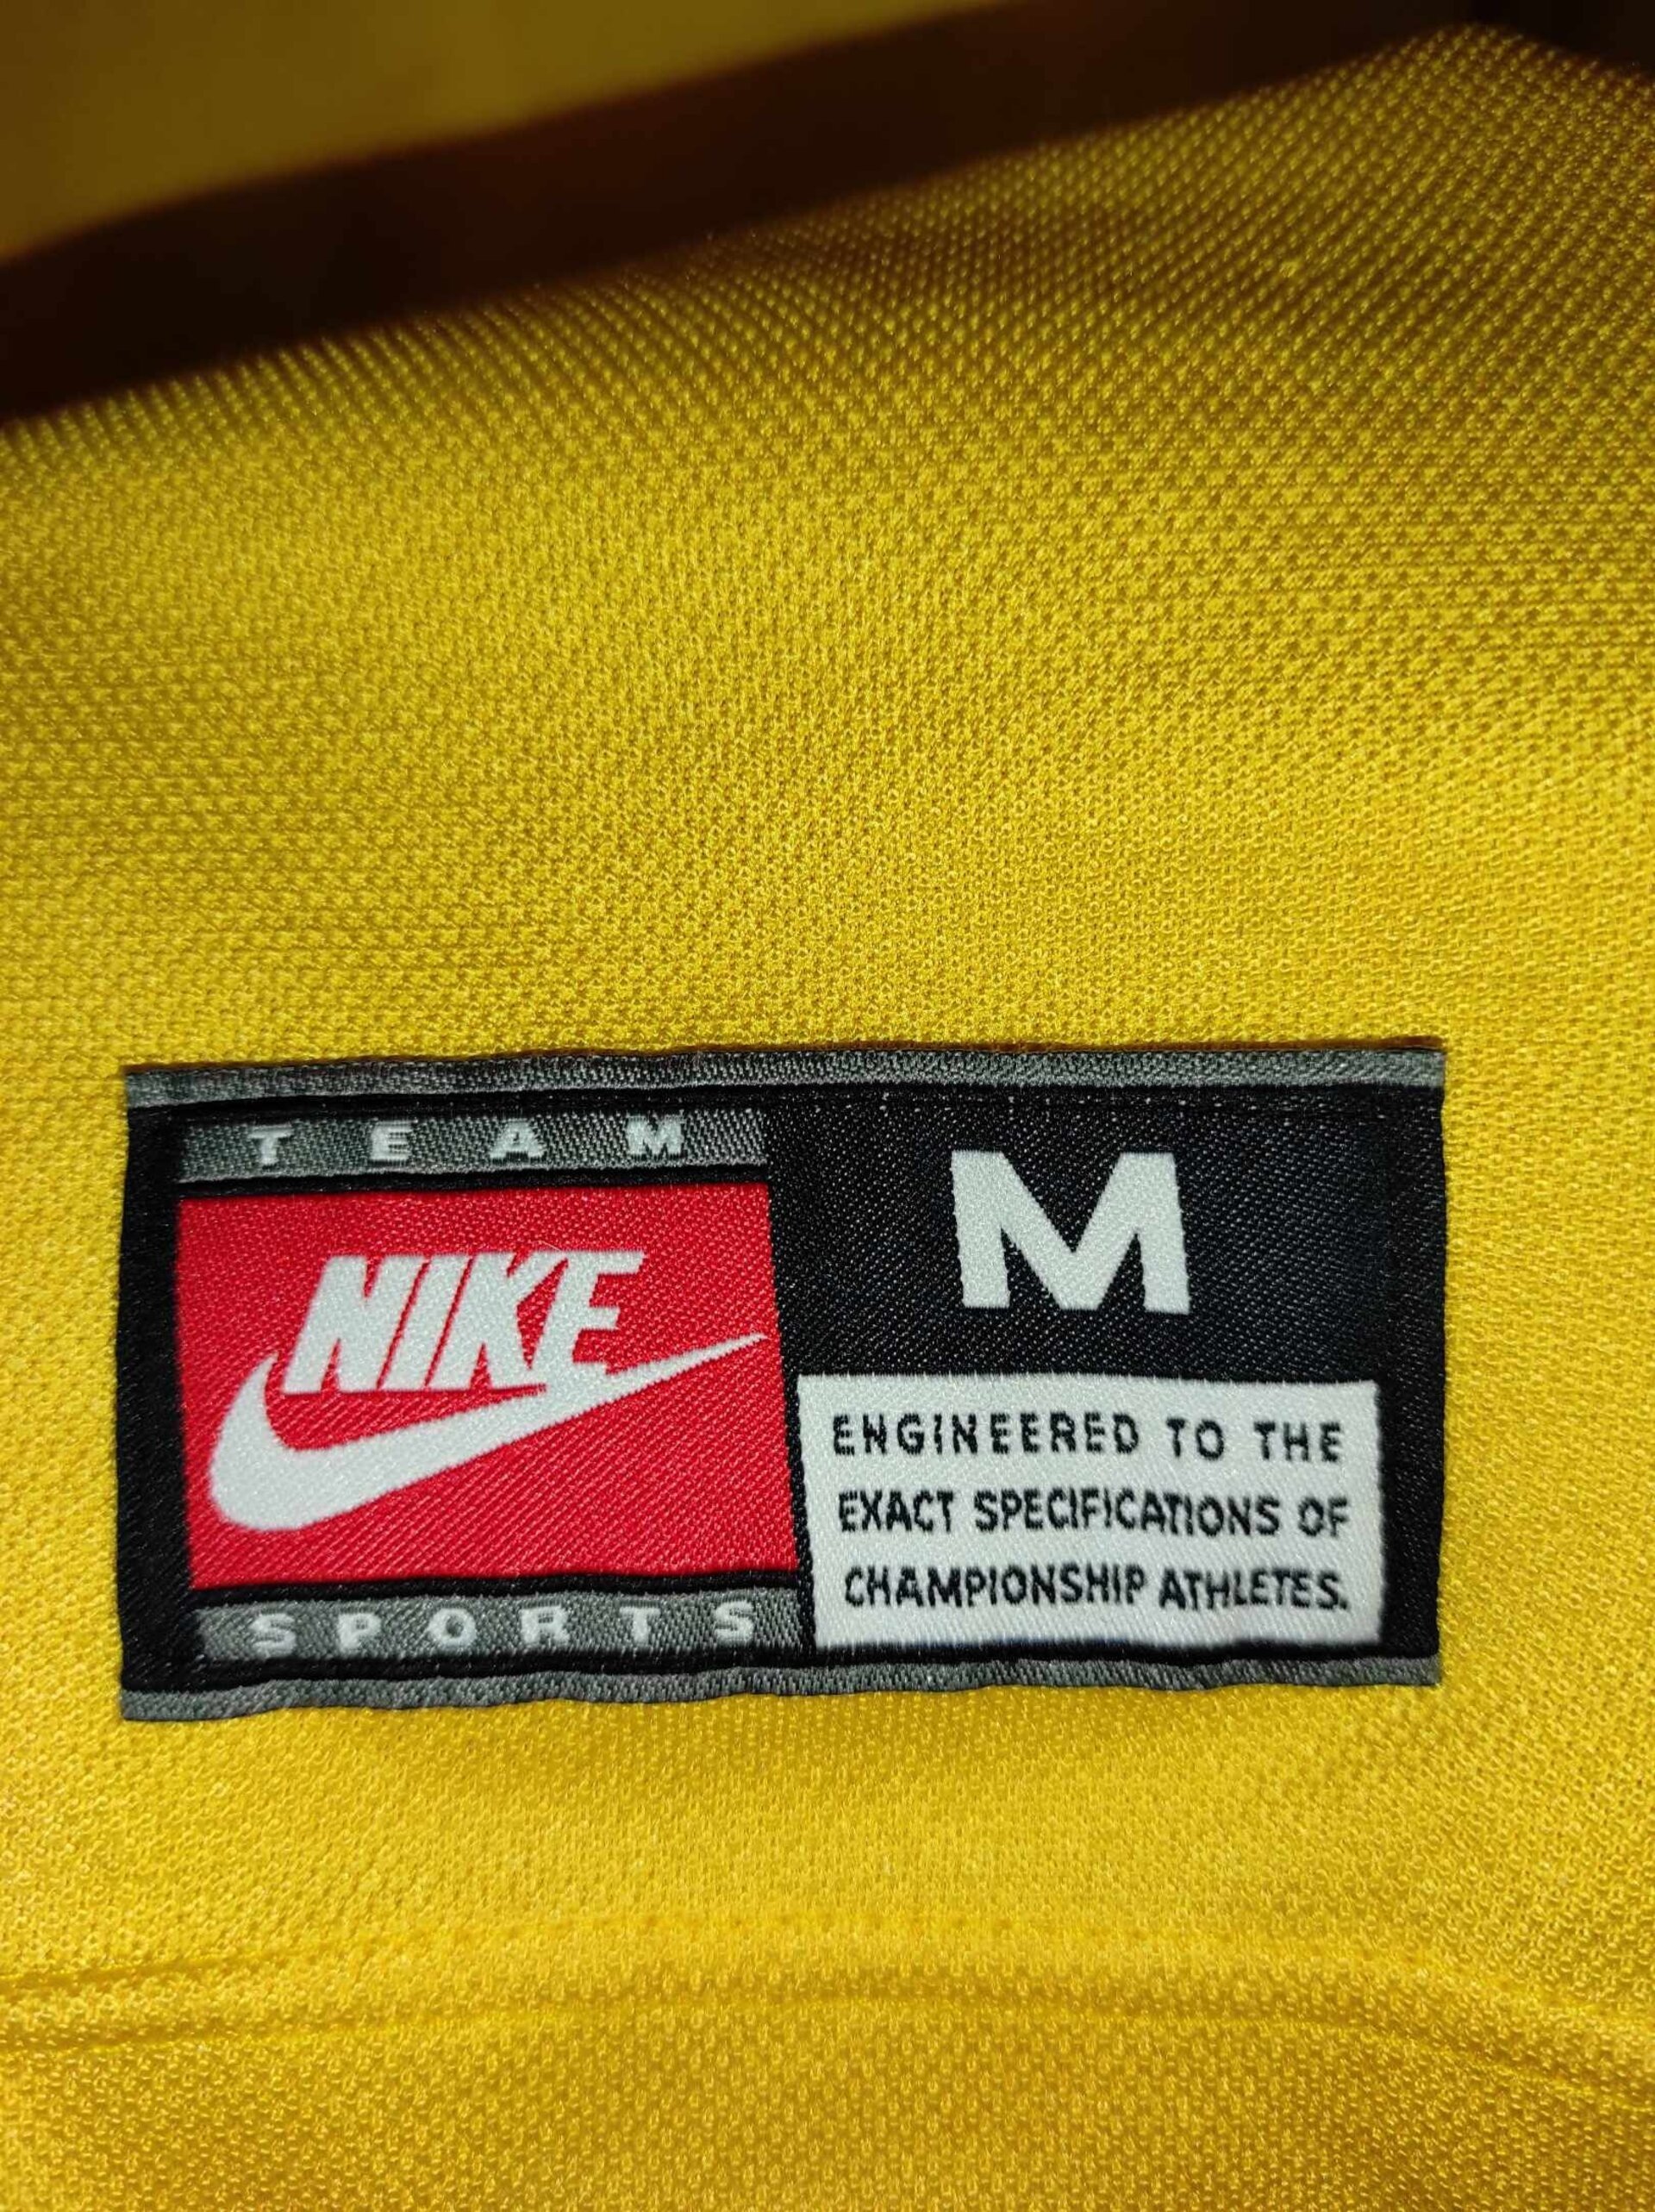 TEAM
NIKE
SPORTS
M
ENGINEERED TO THE
EXACT SPECIFICATIONS OF
CHAMPIONSHIP ATHLETES.